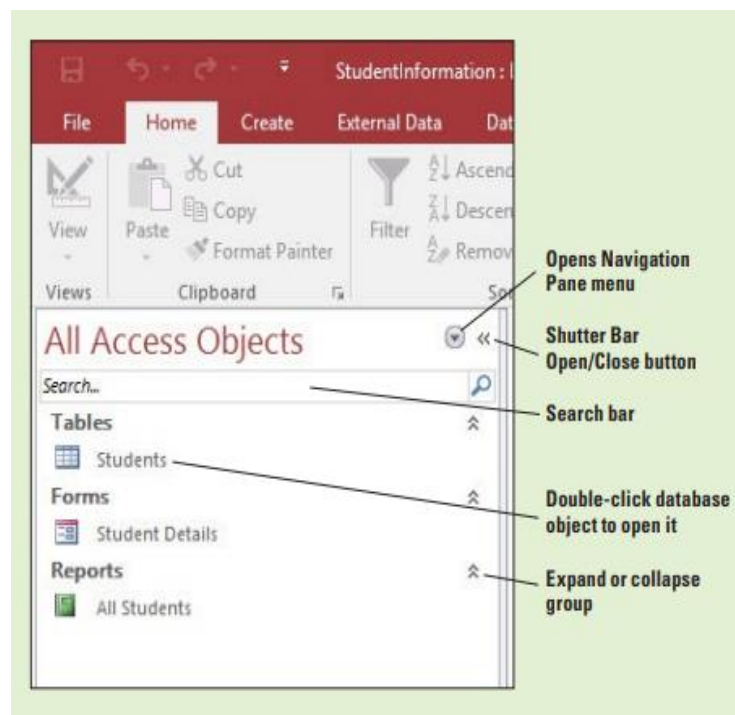 StudentInformation :
File Home Create External Data Dat
View
Paste
Cut
Copy
Format Painter
Filter
Ascend
Descen
Remov
Views Clipboard Sor
All Access Objects
Search...
Tables
Students
Forms
Student Details
Reports
All Students
Opens Navigation
Pane menu
Shutter Bar
Open/Close button
Search bar
Double-click database
object to open it
Expand or collapse
group